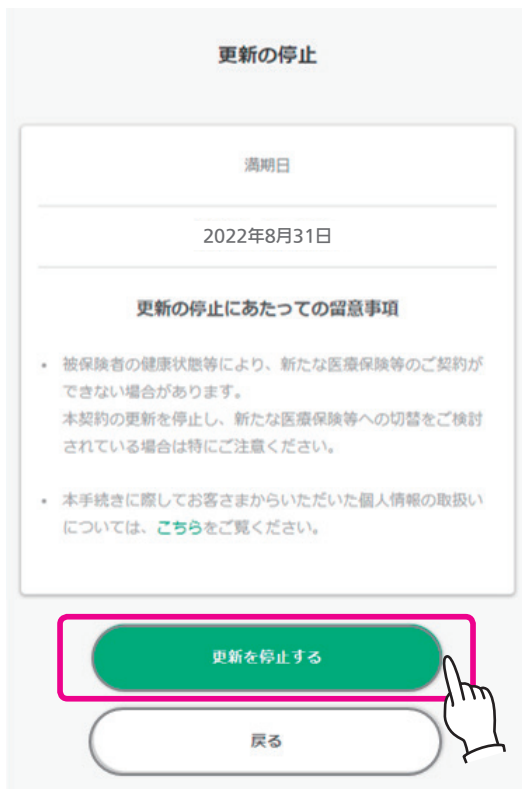 更新の停止
満期日
2022年8月31日
更新の停止にあたっての留意事項
• 被保険者の健康状態等により、新たな医療保険等のご契約が
できない場合があります。
本契約の更新を停止し、新たな医療保険等への切替をご検討
されている場合は特にご注意ください。
• 本手続きに際してお客さまからいただいた個人情報の取扱い
については、こちらをご覧ください。
更新を停止する
戻る